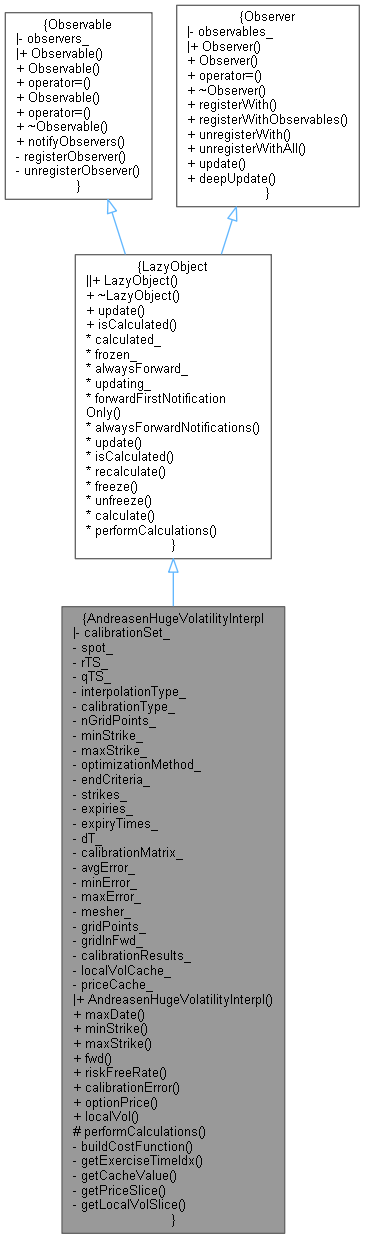 {Observable
|- observers_
|+ Observable()
+ Observable()
+ operator=()
+ Observable()
+ operator=()
+ ~Observable()
+ notifyObservers()
- registerObserver()
- unregisterObserver()
}
{Observer
|- observables_
|+ Observer()
+ Observer()
+ operator=()
+ ~Observer()
+ registerWith()
+ registerWithObservables()
+ unregisterWith()
+ unregisterWithAll()
+ update()
+ deepUpdate()
}
{LazyObject
||+ LazyObject()
+ ~LazyObject()
+ update()
+ isCalculated()
* calculated_
* frozen_
* alwaysForward_
* updating_
* forwardFirstNotification
Only()
* alwaysForwardNotifications()
* update()
* isCalculated()
* recalculate()
* freeze()
* unfreeze()
* calculate()
* performCalculations()
}
{AndreasenHugeVolatilityInterpl
|- calibrationSet_
- spot_
- rTS_
- qTS_
- interpolationType_
- calibrationType_
- nGridPoints_
- minStrike_
- maxStrike_
- optimizationMethod_
- endCriteria_
- strikes_
- expiries_
- expiryTimes_
- dT_
- calibrationMatrix_
- avgError_
- minError_
- maxError_
- mesher_
- gridPoints_
- gridInFwd_
- calibrationResults_
- localVolCache_
- priceCache_
|+ AndreasenHugeVolatilityInterpl()
+ maxDate()
+ minStrike()
+ maxStrike()
+ fwd()
+ riskFreeRate()
+ calibrationError()
+ optionPrice()
+ localVol()
# performCalculations()
- buildCostFunction()
- getExerciseTimeIdx()
- getCacheValue()
- getPriceSlice()
- getLocalVolSlice()
}